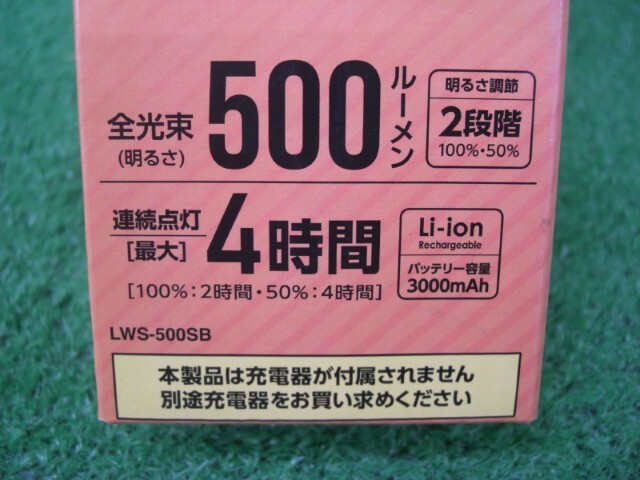 全光束
(明るさ)
500
ルーメン
明るさ調節
2段階
100%・50%
連続点灯
[最大]
4時間
[100%：2時間・50%：4時間]
Li-ion
Rechargeable
バッテリー容量
3000mAh
LWS-500SB
本製品は充電器が付属されません
別途充電器をお買い求めください